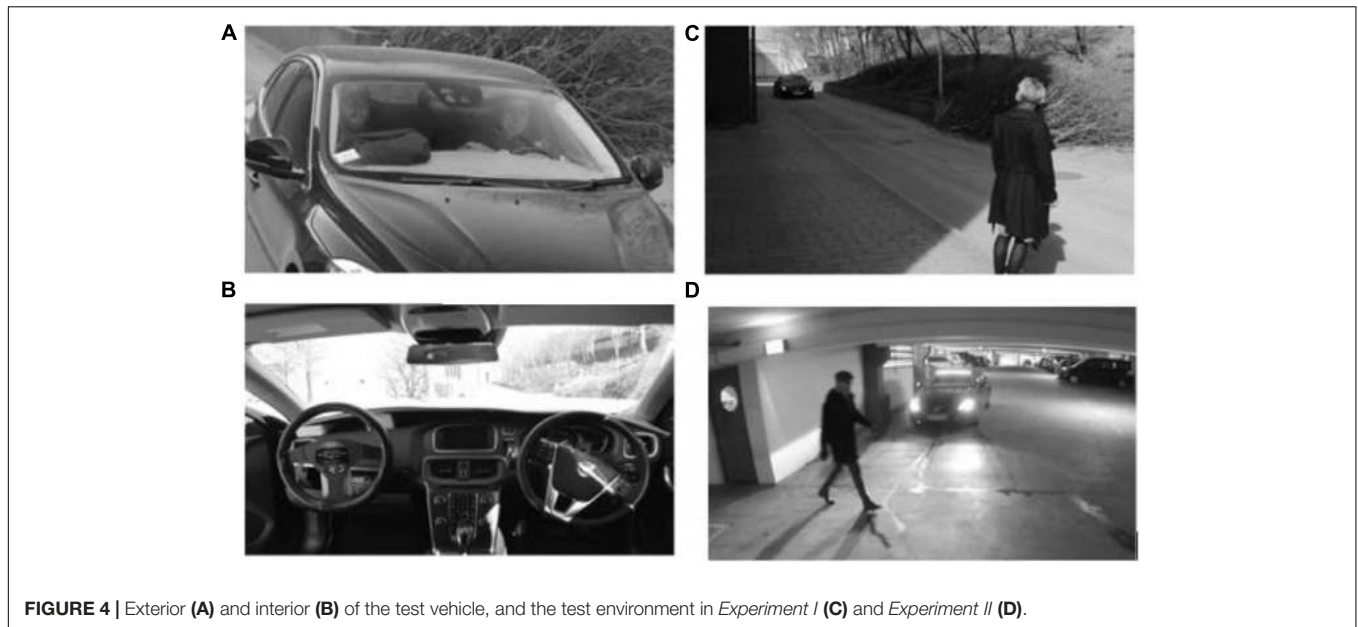 A
C
B
D
FIGURE 4 | Exterior (A) and interior (B) of the test vehicle, and the test environment in Experiment I (C) and Experiment II (D).